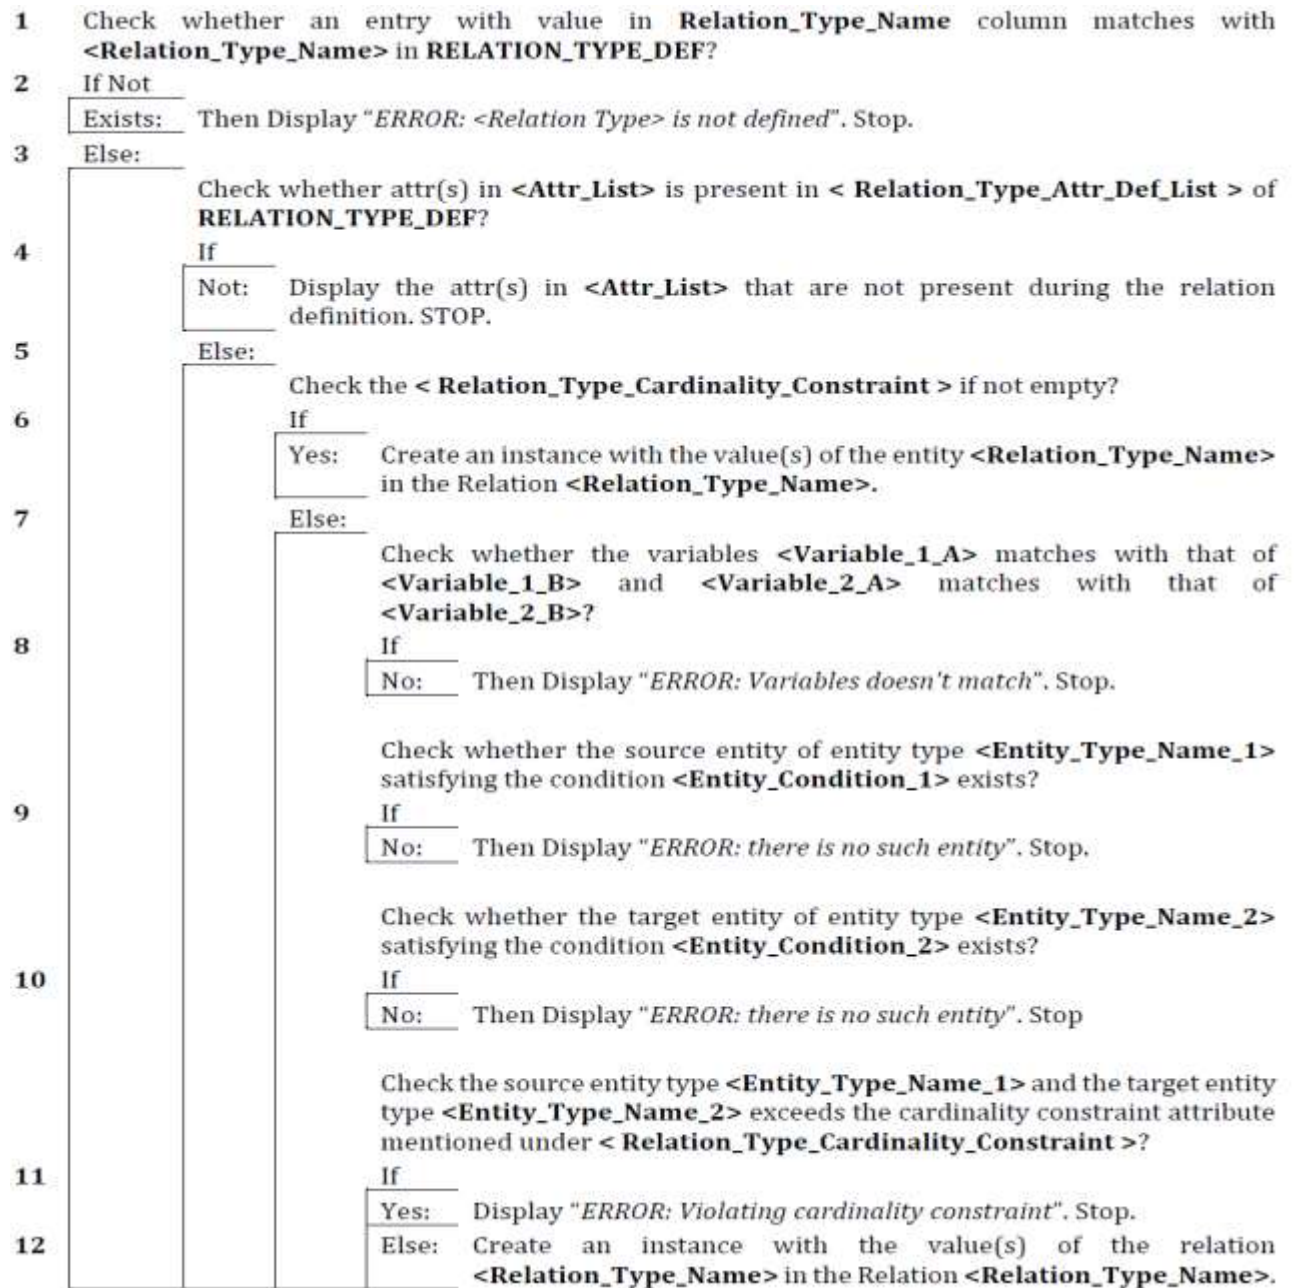 1 Check whether an entry with value in Relation_Type_Name column matches with
<Relation_Type_Name> in RELATION_TYPE_DEF?
2 If Not
Exists: Then Display "ERROR: <Relation Type> is not defined". Stop.
3 Else:
Check whether attr(s) in <Attr_List> is present in < Relation_Type_Attr_Def_List > of
RELATION_TYPE_DEF?
4 If
Not: Display the attr(s) in <Attr_List> that are not present during the relation
definition. STOP.
5 Else:
Check the < Relation_Type_Cardinality_Constraint > if not empty?
6 If
Yes: Create an instance with the value(s) of the entity <Relation_Type_Name>
in the Relation <Relation_Type_Name>.
7 Else:
Check whether the variables <Variable_1_A> matches with that of
<Variable_1_B> and <Variable_2_A> matches with that of
<Variable_2_B>?
8 If
No: Then Display "ERROR: Variables doesn't match". Stop.
Check whether the source entity of entity type <Entity_Type_Name_1>
satisfying the condition <Entity_Condition_1> exists?
9 If
No: Then Display "ERROR: there is no such entity". Stop.
Check whether the target entity of entity type <Entity_Type_Name_2>
satisfying the condition <Entity_Condition_2> exists?
10 If
No: Then Display "ERROR: there is no such entity". Stop
Check the source entity type <Entity_Type_Name_1> and the target entity
type <Entity_Type_Name_2> exceeds the cardinality constraint attribute
mentioned under < Relation_Type_Cardinality_Constraint >?
11 If
Yes: Display "ERROR: Violating cardinality constraint". Stop.
12 Else: Create an instance with the value(s) of the relation
<Relation_Type_Name> in the Relation <Relation_Type_Name>.